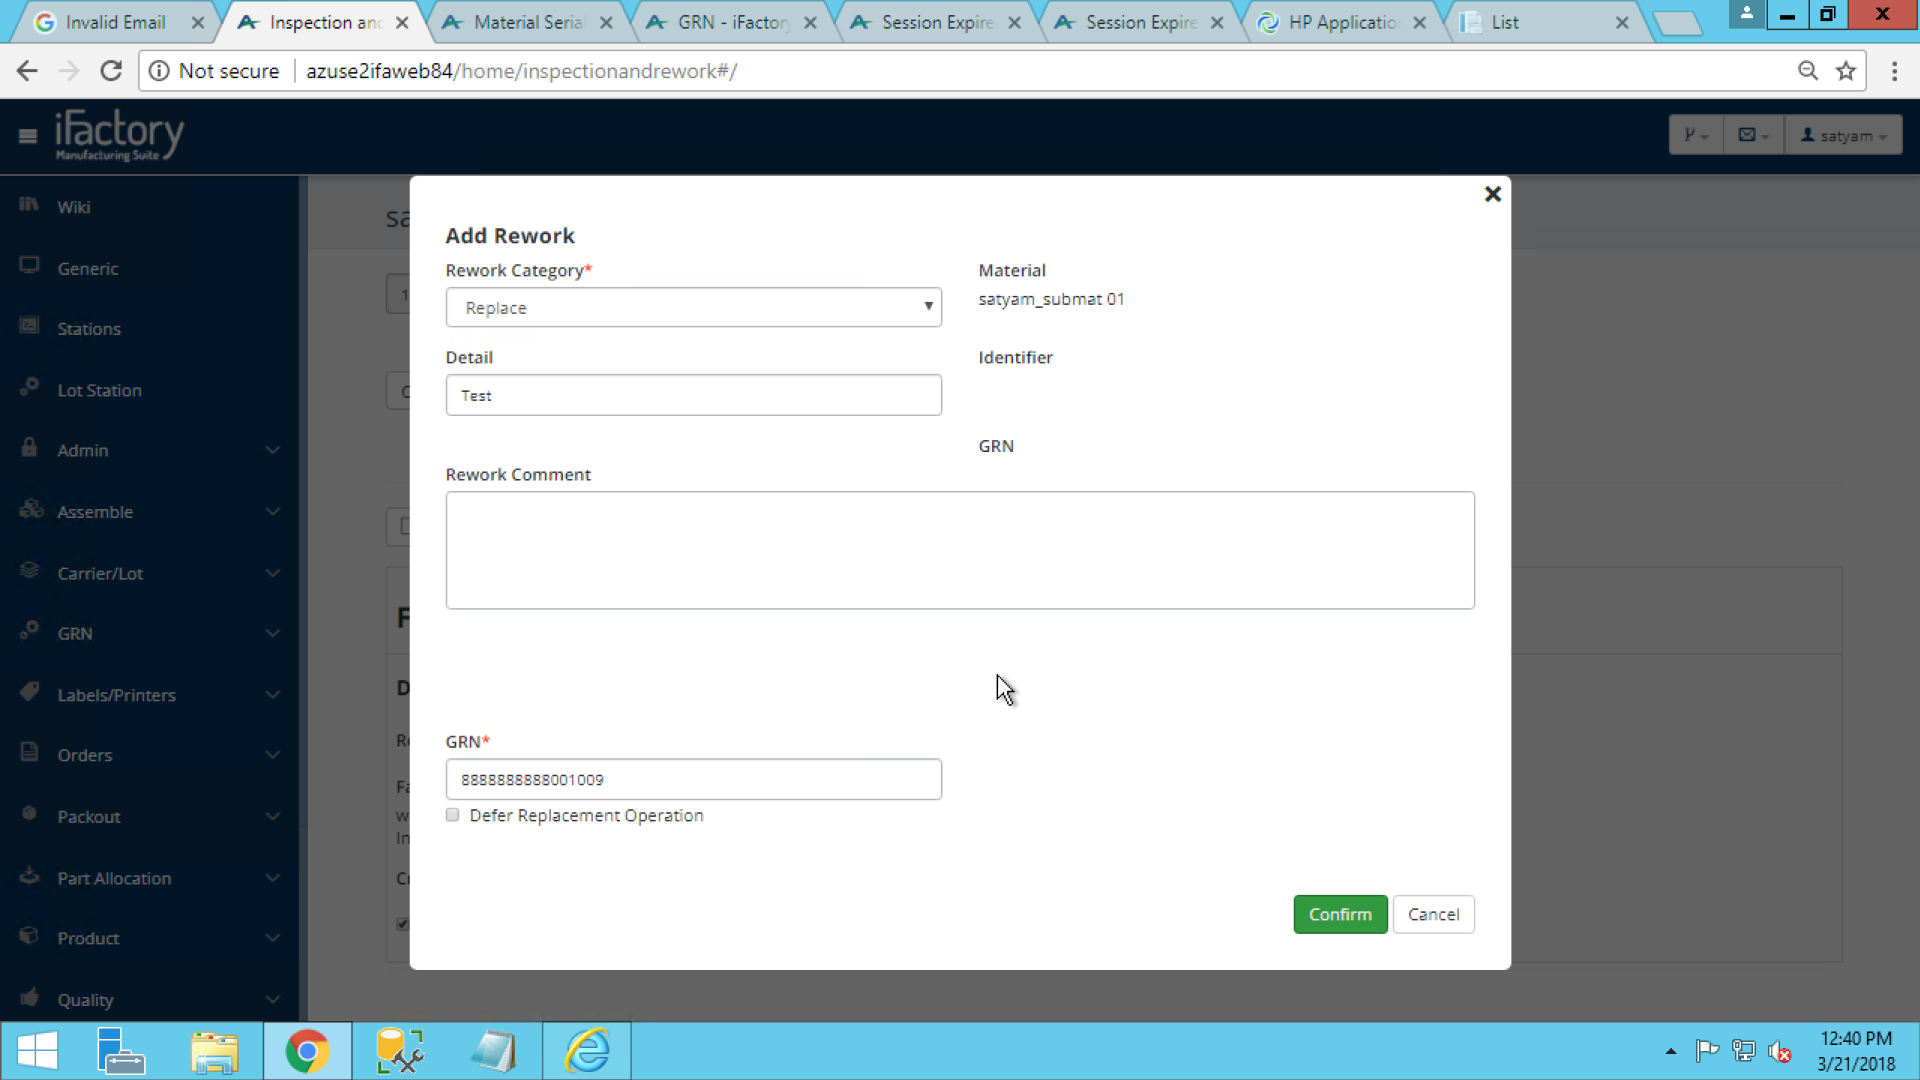 Invalid Email
Inspection an
Material Seria
GRN - iFactory
Session Expire
Session Expire
HP Applicatio
List
Not secure
azuse2ifaweb84/home/inspectionandrework#/
iFactory
Manufacturing Suite
satyam
Wiki
Generic
Stations
Lot Station
Admin
Assemble
Carrier/Lot
GRN
Labels/Printers
Orders
Packout
Part Allocation
Product
Quality
Add Rework
Rework Category*
Replace
Material
satyam_submat 01
Detail
Test
Identifier
GRN
Rework Comment
GRN*
8888888888001009
Defer Replacement Operation
Confirm
Cancel
12:40 PM
3/21/2018